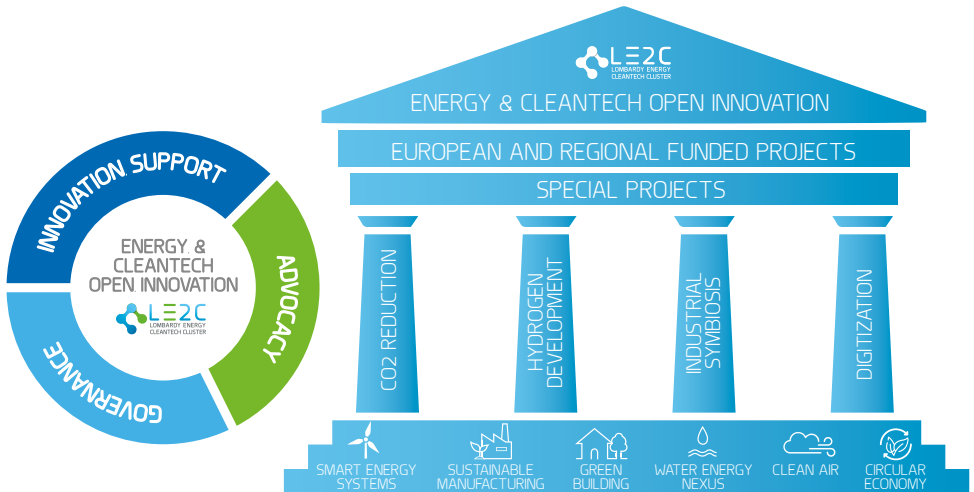 INNOVATION SUPPORT
ADVOCACY
GOVERNANCE
ENERGY &
CLEANTECH
OPEN INNOVATION
LE2C
LOMBARDY ENERGY
CLEANTECH CLUSTER
LE2C
LOMBARDY ENERGY
CLEANTECH CLUSTER
ENERGY & CLEANTECH OPEN INNOVATION
EUROPEAN AND REGIONAL FUNDED PROJECTS
SPECIAL PROJECTS
CO2 REDUCTION
HYDROGEN
DEVELOPMENT
INDUSTRIAL
SYMBIOSIS
DIGITIZATION
SMART ENERGY
SYSTEMS
SUSTAINABLE
MANUFACTURING
GREEN
BUILDING
WATER ENERGY
NEXUS
CLEAN AIR
CIRCULAR
ECONOMY